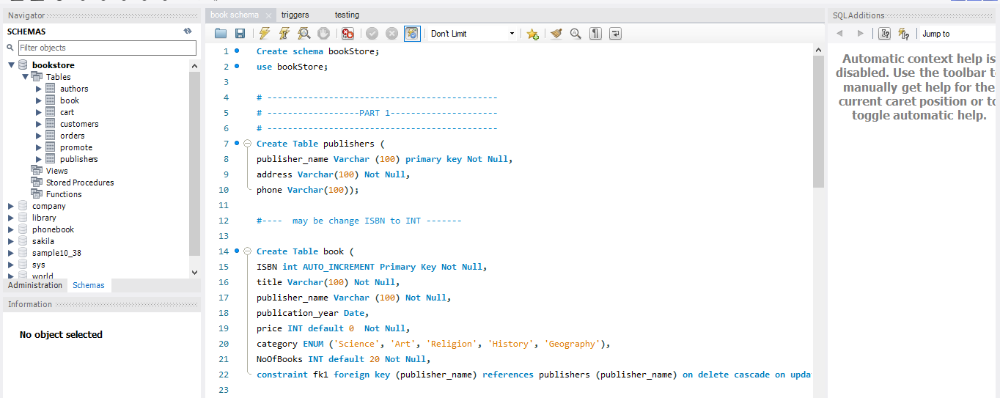 Navigator
SCHEMAS
Filter objects
bookstore
Tables
authors
book
cart
customers
orders
promote
publishers
Views
Stored Procedures
Functions
company
library
phonebook
sakila
sample10_38
sys
world
Administration Schemas
Information
No object selected
book schema triggers testing
Don't Limit
1 Create schema bookStore;
2 use bookStore;
3
4 # ---------------------------------------------
5 # ------------------PART 1---------------------
6 # ---------------------------------------------
7 Create Table publishers (
8 publisher_name Varchar (100) primary key Not Null,
9 address Varchar(100) Not Null,
10 phone Varchar(100));
11
12 #----  may be change ISBN to INT -------
13
14 Create Table book (
15 ISBN int AUTO_INCREMENT Primary Key Not Null,
16 title Varchar(100) Not Null,
17 publisher_name Varchar (100) Not Null,
18 publication_year Date,
19 price INT default 0  Not Null,
20 category ENUM ('Science', 'Art', 'Religion', 'History', 'Geography'),
21 NoOfBooks INT default 20 Not Null,
22 constraint fk1 foreign key (publisher_name) references publishers (publisher_name) on delete cascade on upda
23
SQLAdditions
Jump to
Automatic context help is
disabled. Use the toolbar t
manually get help for the
current caret position or to
toggle automatic help.